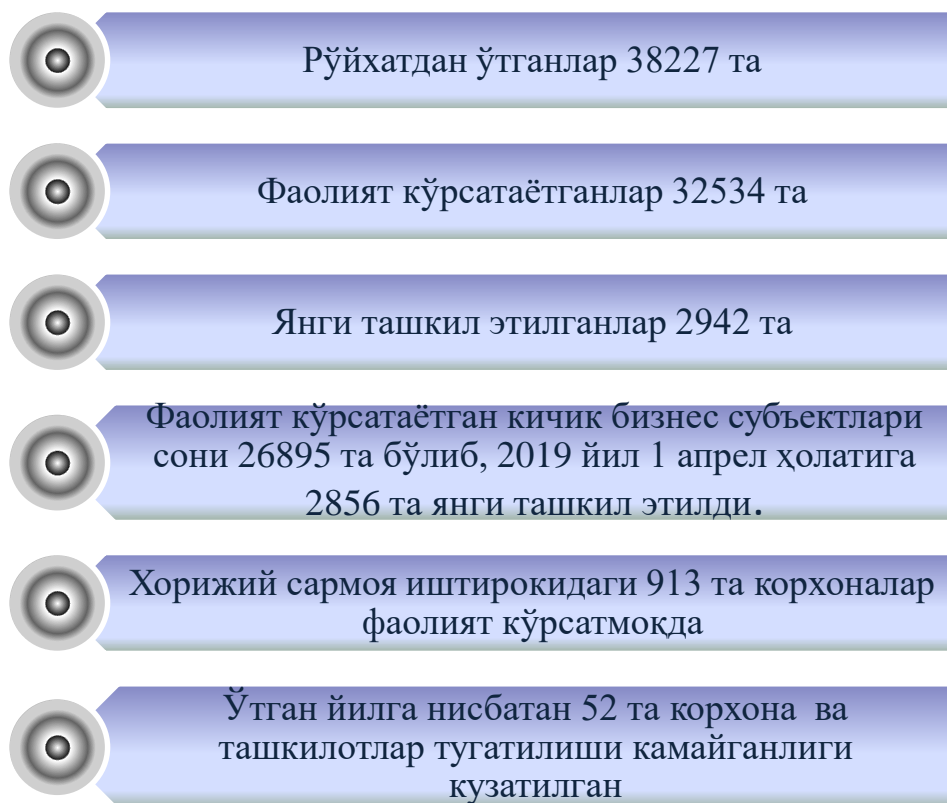 Рўйхатдан ўтганлар 38227 та
Фаолият кўрсатаётганлар 32534 та
Янги ташкил этилганлар 2942 та
Фаолият кўрсатаётган кичик бизнес субъектлари
сони 26895 та бўлиб, 2019 йил 1 апрел ҳолатига
2856 та янги ташкил этилди.
Хорижий сармоя иштирокидаги 913 та корхоналар
фаолият кўрсатмоқда
Ўтган йилга нисбатан 52 та корхона ва
ташкилотлар тугатилиши камайганлиги
кузатилган